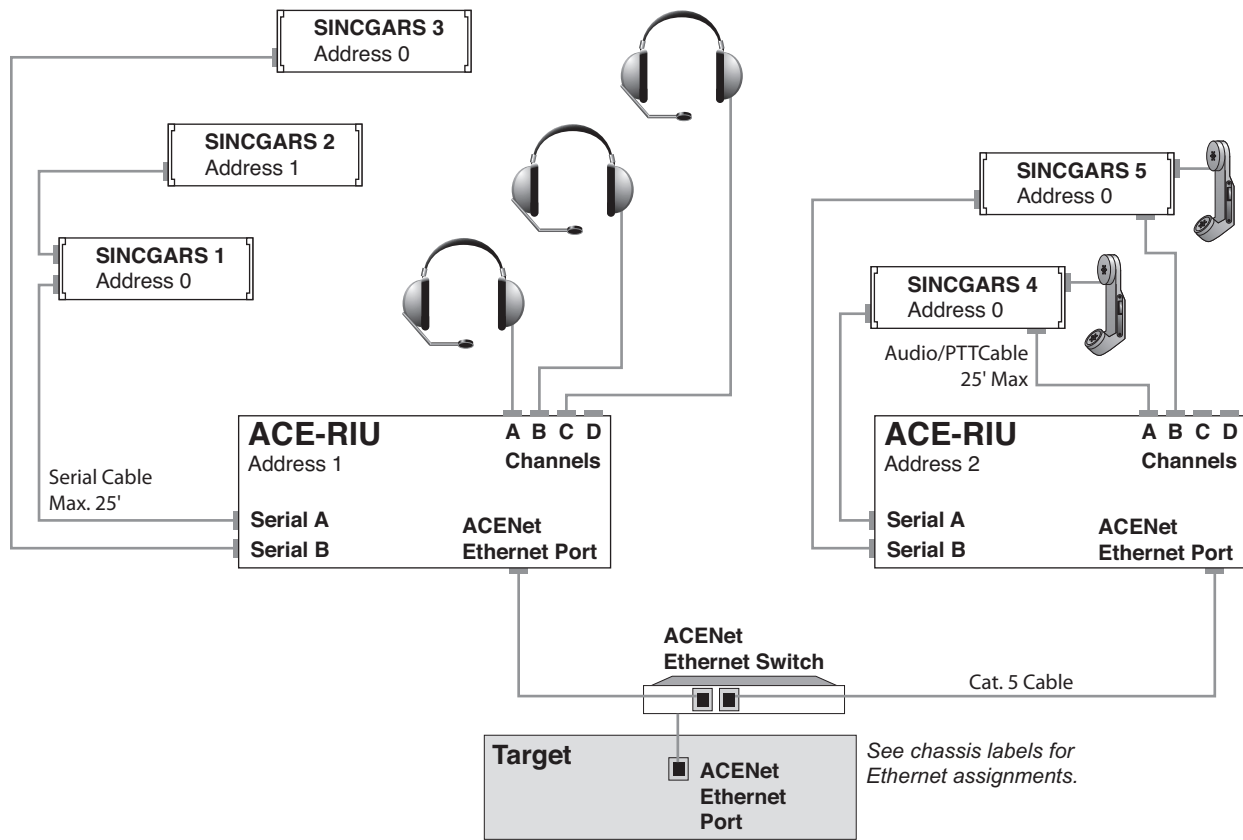 SINCGARS 3
Address 0
SINCGARS 2
Address 1
SINCGARS 1
Address 0
SINCGARS 5
Address 0
SINCGARS 4
Address 0
Audio/PTTCable
25' Max
ACE-RIU
Address 1
A B C D
Channels
Serial Cable
Max. 25'
Serial A
Serial B
ACENet
Ethernet Port
ACE-RIU
Address 2
A B C D
Channels
Serial A
Serial B
ACENet
Ethernet Port
ACENet
Ethernet Switch
Cat. 5 Cable
Target
ACENet
Ethernet
Port
See chassis labels for
Ethernet assignments.